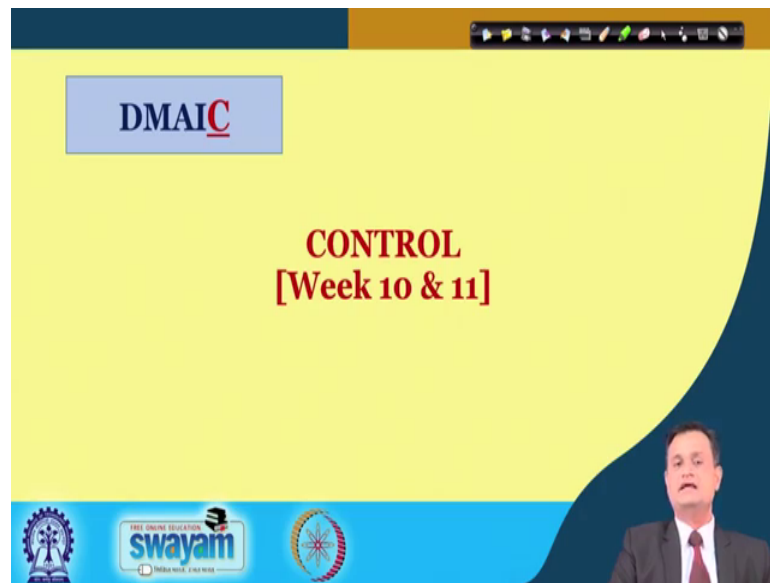 DMAIC
CONTROL
[Week 10 & 11]
FREE ONLINE EDUCATION
swayam